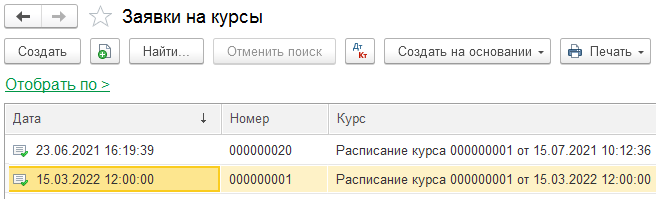 Заявки на курсы
Создать Найти... Отменить поиск Дт Кт Создать на основании Печать
Отобрать по >
Дата ↓ Номер Курс
23.06.2021 16:19:39 000000020 Расписание курса 000000001 от 15.07.2021 10:12:36
15.03.2022 12:00:00 000000001 Расписание курса 000000001 от 15.03.2022 12:00:00